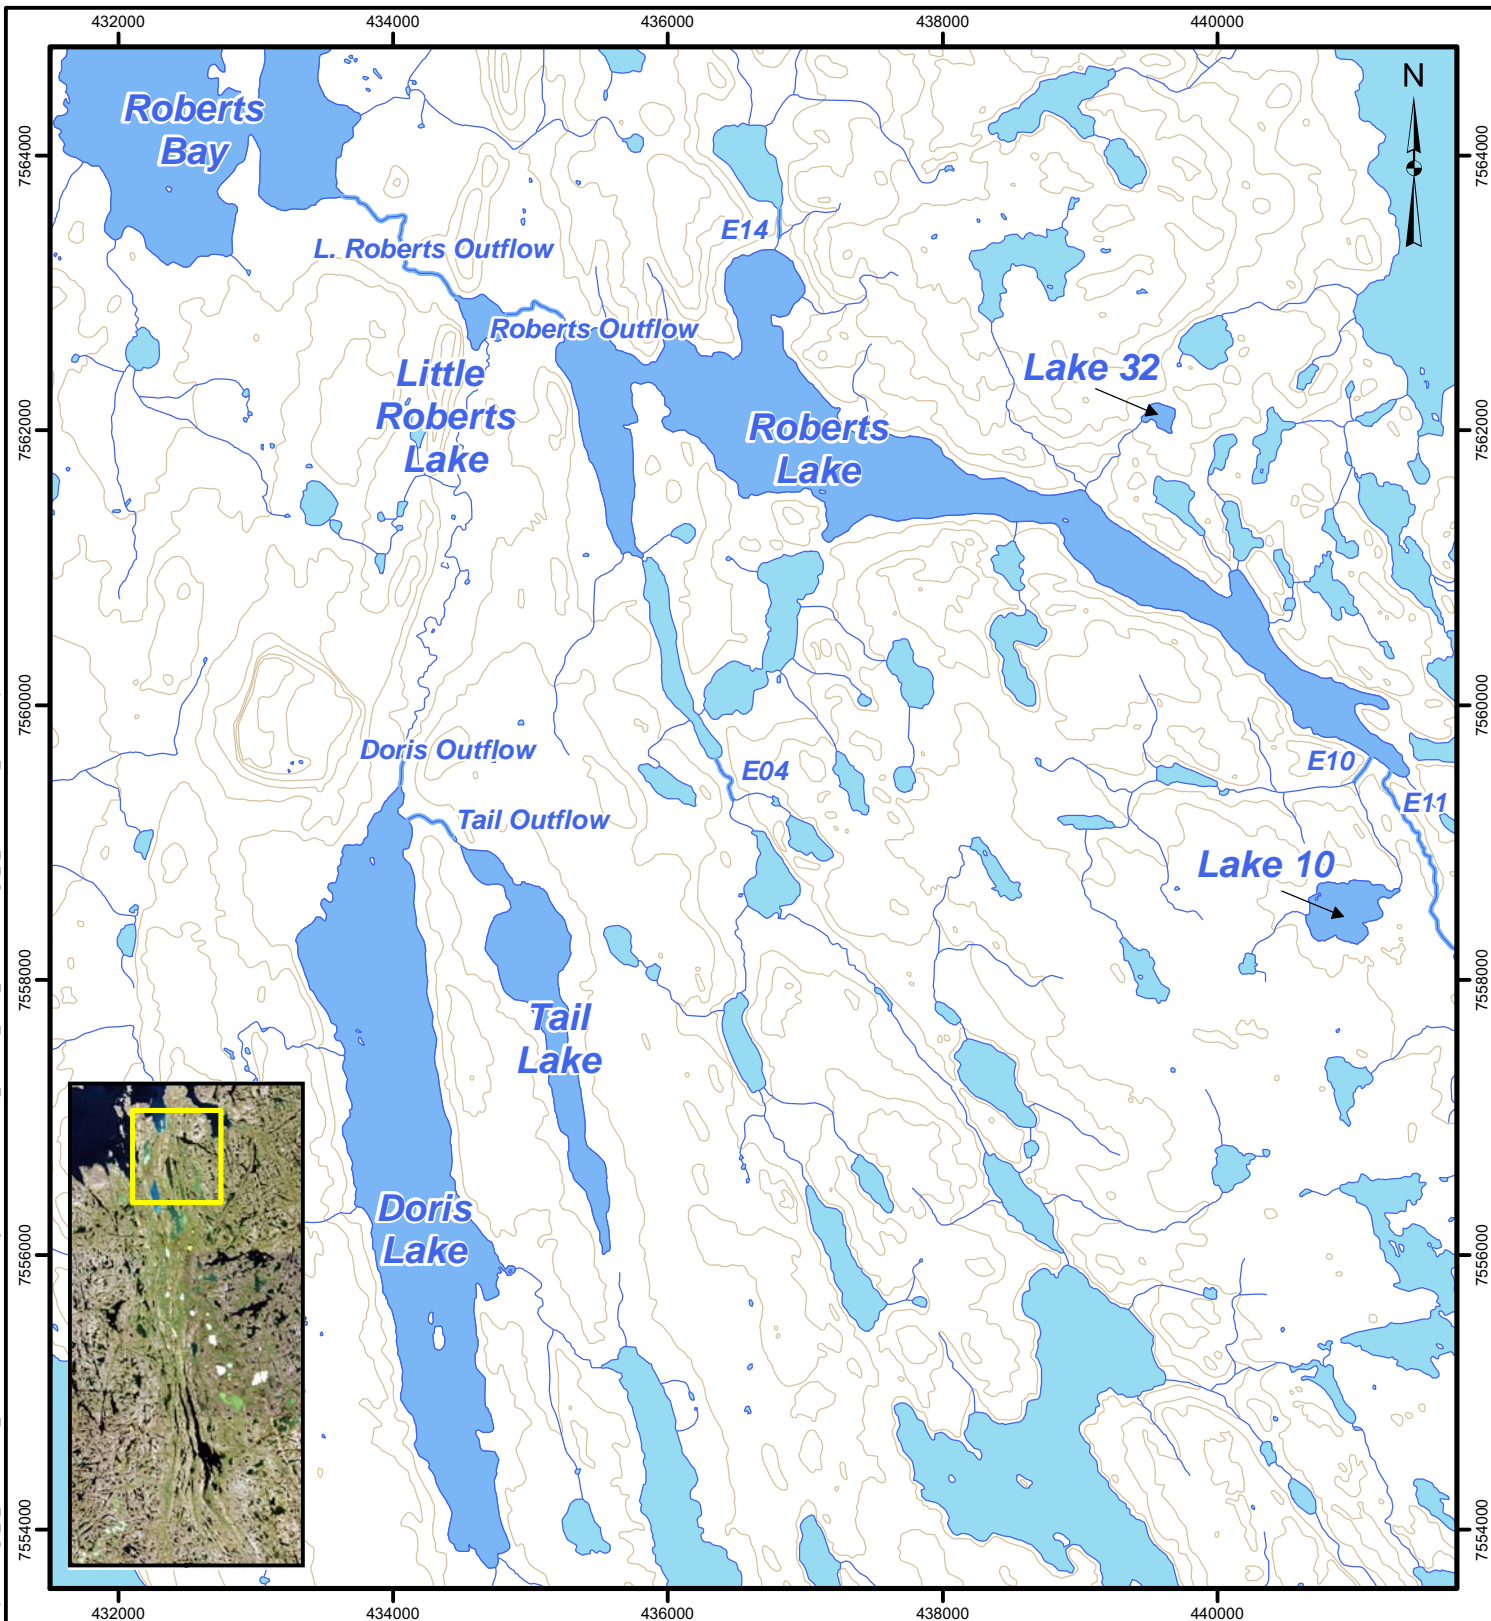 432000
434000
436000
438000
440000
N
7564000
7564000
Roberts
Bay
E14
L. Roberts Outflow
Roberts Outflow
Little
Roberts
Lake
Lake 32
Roberts
Lake
7562000
7562000
7560000
7560000
Doris Outflow
E04
E10
E11
Tail Outflow
Lake 10
7558000
7558000
Tail
Lake
Doris
Lake
7556000
7556000
7554000
7554000
432000
434000
436000
438000
440000